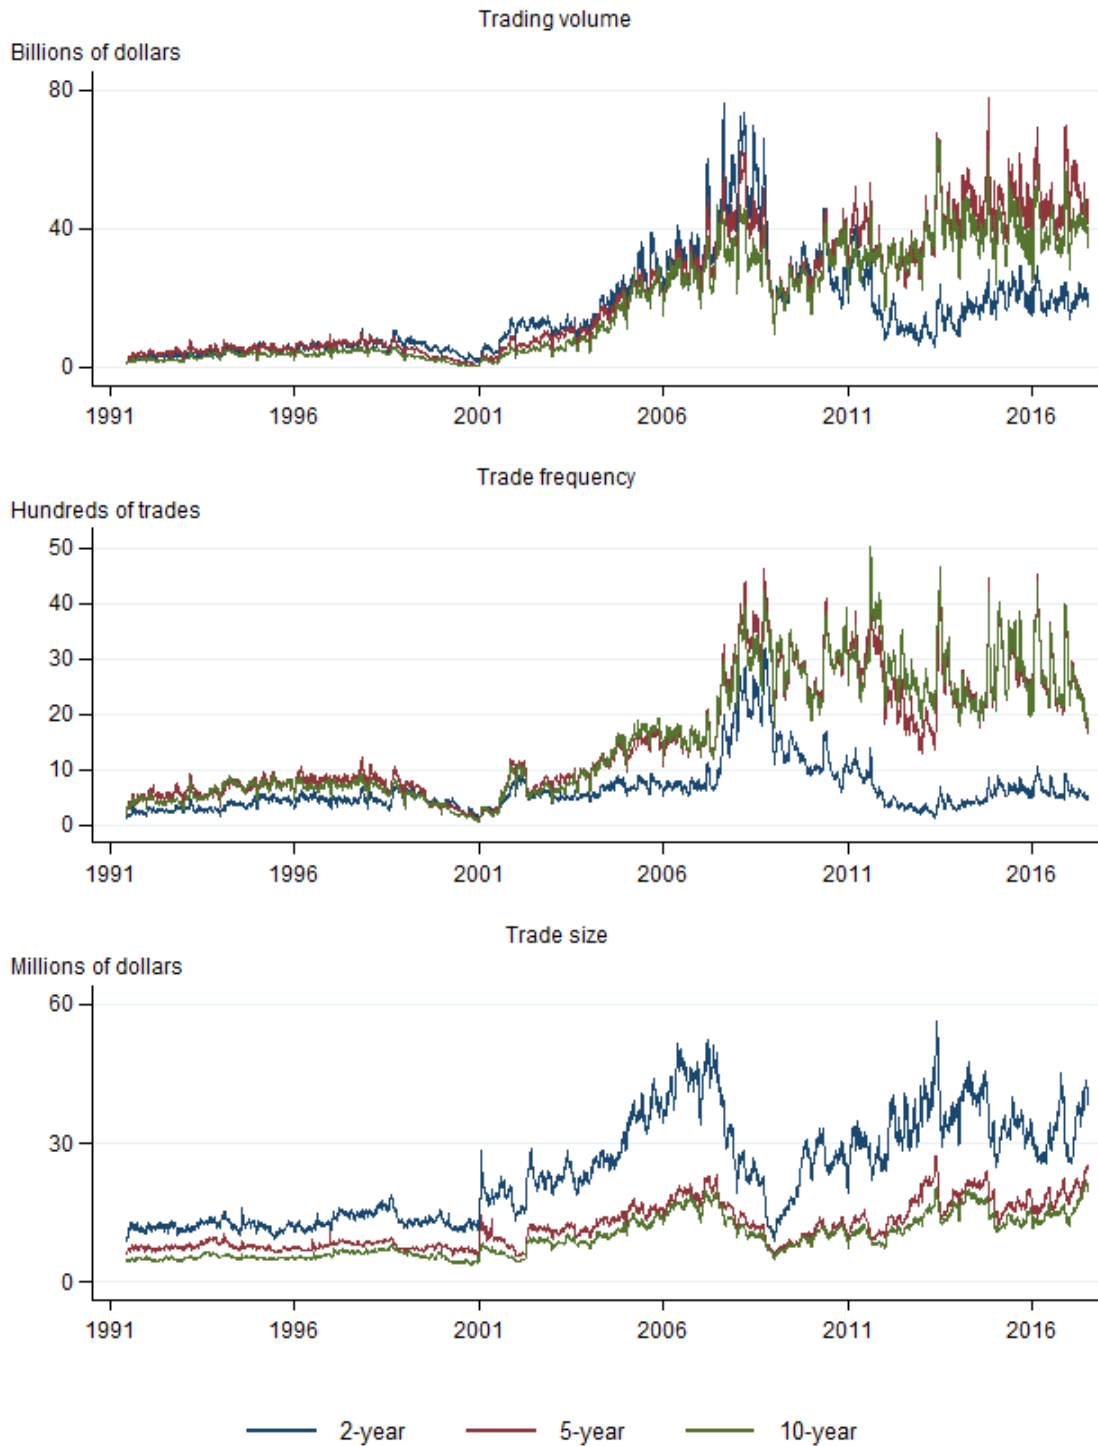 Trading volume
Billions of dollars
80
40
0
1991 1996 2001 2006 2011 2016
Trade frequency
Hundreds of trades
50
40
30
20
10
0
1991 1996 2001 2006 2011 2016
Trade size
Millions of dollars
60
30
0
1991 1996 2001 2006 2011 2016
2-year 5-year 10-year